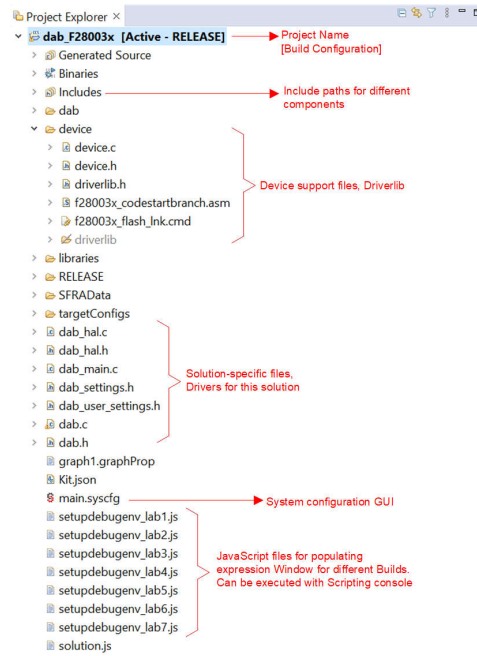 Project Explorer ×
dab_F28003x [Active - RELEASE]
Project Name
[Build Configuration]
Generated Source
Binaries
Includes
Include paths for different
components
dab
device
device.c
device.h
driverlib.h
Device support files, Driverlib
f28003x_codestartbranch.asm
f28003x_flash_lnk.cmd
driverlib
libraries
RELEASE
SFRAData
targetConfigs
dab_hal.c
dab_hal.h
dab_main.c
Solution-specific files,
Drivers for this solution
dab_settings.h
dab_user_settings.h
dab.c
dab.h
graph1.graphProp
Kit.json
main.syscfg
System configuration GUI
setupdebugenv_lab1.js
setupdebugenv_lab2.js
setupdebugenv_lab3.js
JavaScript files for populating
expression Window for different Builds.
Can be executed with Scripting console
setupdebugenv_lab4.js
setupdebugenv_lab5.js
setupdebugenv_lab6.js
setupdebugenv_lab7.js
solution.js